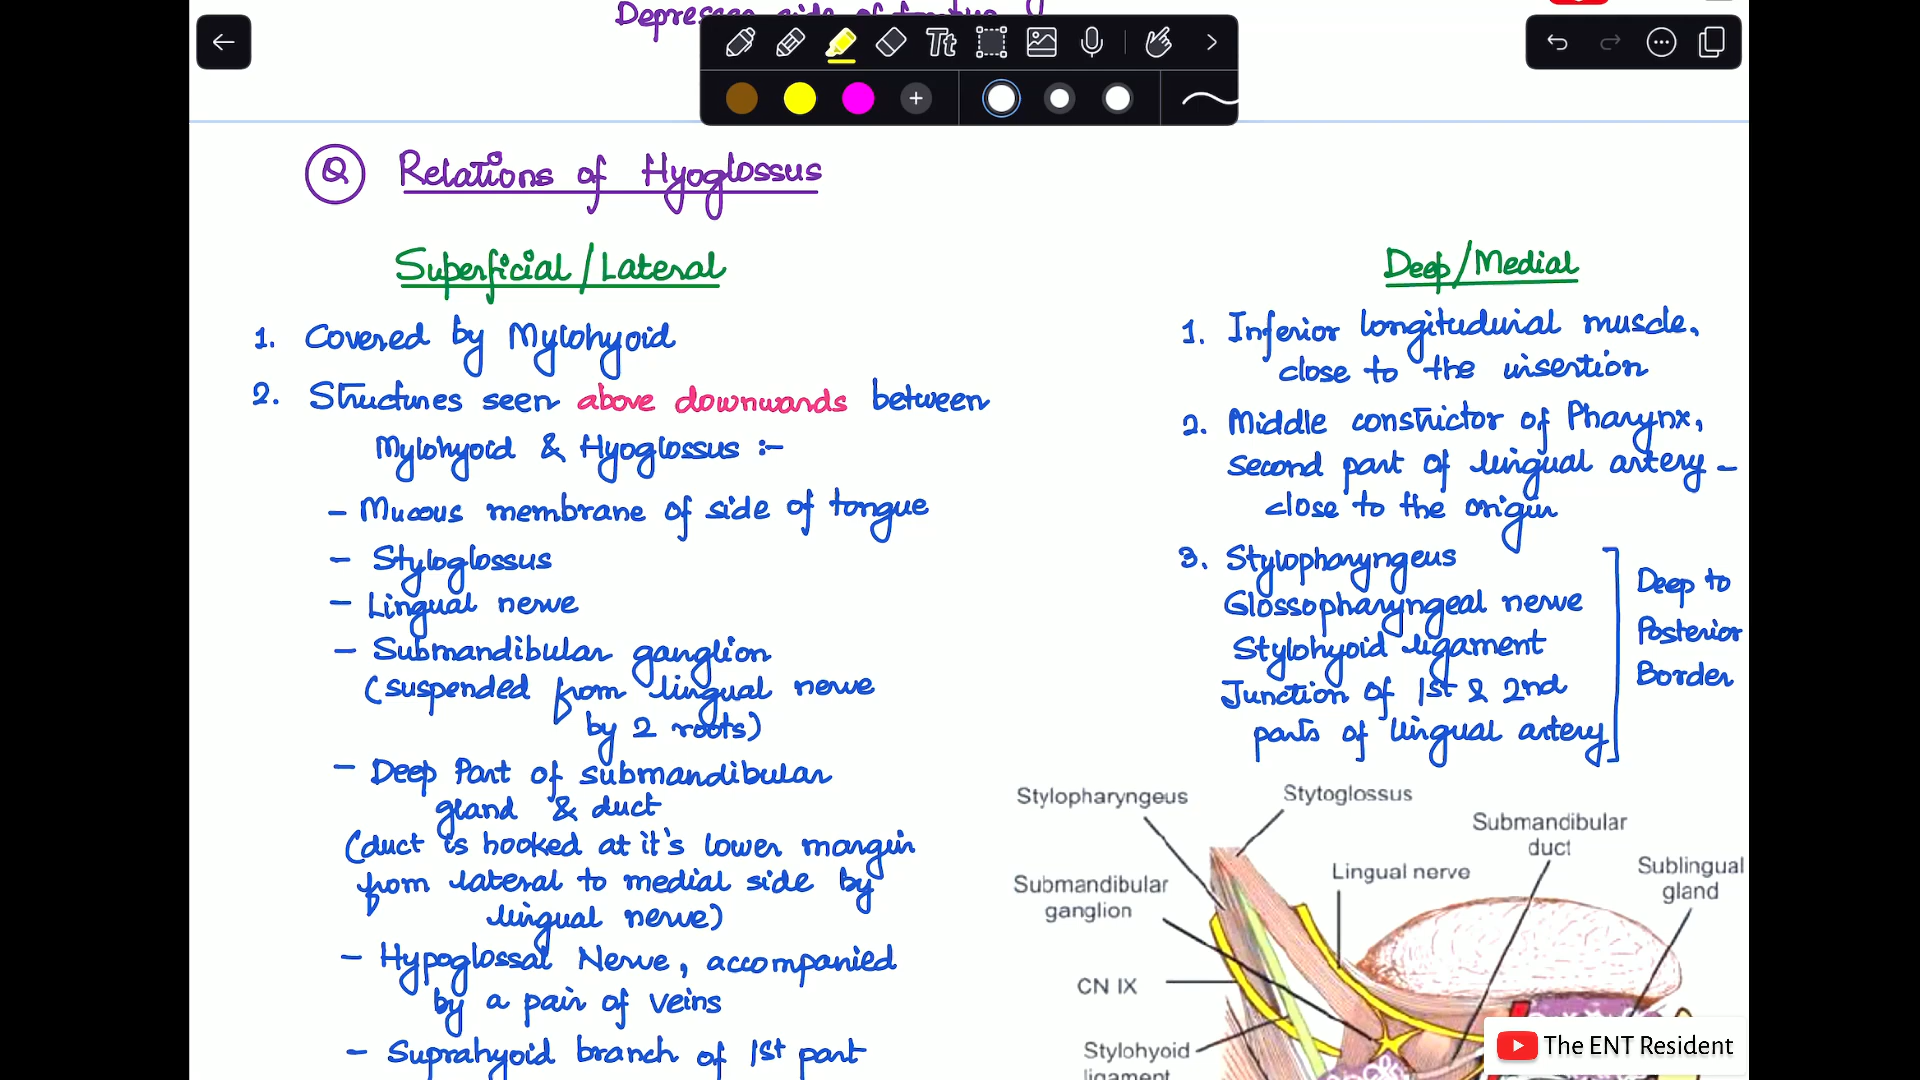 Depresses side of tongue
Tt
Q Relations of Hyoglossus
Superficial / Lateral
1. Covered by Mylohyoid
2. Structures seen above downwards between
Mylohyoid & Hyoglossus :-
- Mucous membrane of side of tongue
- Styloglossus
- Lingual nerve
- Submandibular ganglion
(suspended from lingual nerve
by 2 roots)
- Deep Part of submandibular
gland & duct
(duct is hooked at it's lower margin
from lateral to medial side by
lingual nerve)
- Hypoglossal Nerve, accompanied
by a pair of veins
- Suprahyoid branch of 1st part
Deep / Medial
1. Inferior longitudinal muscle,
close to the insertion
2. Middle constrictor of Pharynx,
Second part of lingual artery -
close to the origin
3. Stylopharyngeus
Glossopharyngeal nerve
Stylohyoid ligament
Junction of 1st & 2nd
parts of lingual artery
Deep to
Posterior
Border
Stylopharyngeus
Stytoglossus
Submandibular
duct
Lingual nerve
Sublingual
gland
Submandibular
ganglion
CN IX
Stylohyoid
ligament
The ENT Resident